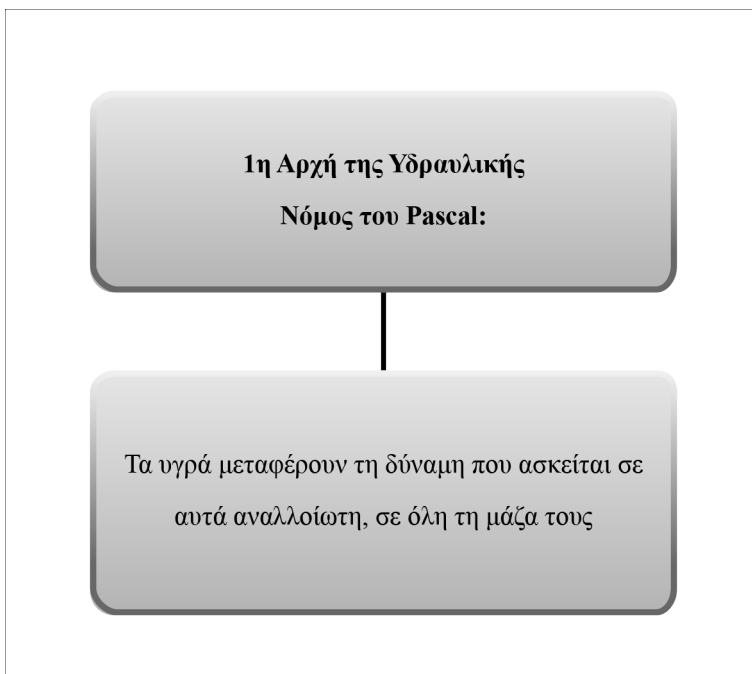 1η Αρχή της Υδραυλικής
Νόμος του Pascal:
Τα υγρά μεταφέρουν τη δύναμη που ασκείται σε
αυτά αναλλοίωτη, σε όλη τη μάζα τους